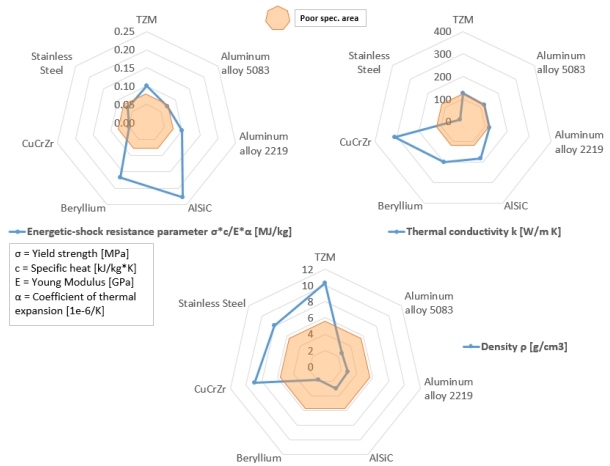 Poor spec. area
TZM
0.25
0.20
0.15
0.10
0.05
0.00
Stainless
Steel
Aluminum
alloy 5083
CuCrZr
Aluminum
alloy 2219
Beryllium
AlSiC
Energetic-shock resistance parameter σ*c/E*α [MJ/kg]
TZM
400
300
200
100
0
Stainless
Steel
Aluminum
alloy 5083
CuCrZr
Aluminum
alloy 2219
Beryllium
AlSiC
Thermal conductivity k [W/m K]
σ = Yield strength [MPa]
c = Specific heat [kJ/kg*K]
E = Young Modulus [GPa]
α = Coefficient of thermal
expansion [1e-6/K]
TZM
12
10
8
6
4
2
0
Stainless Steel
Aluminum
alloy 5083
CuCrZr
Aluminum
alloy 2219
Beryllium
AlSiC
Density ρ [g/cm3]